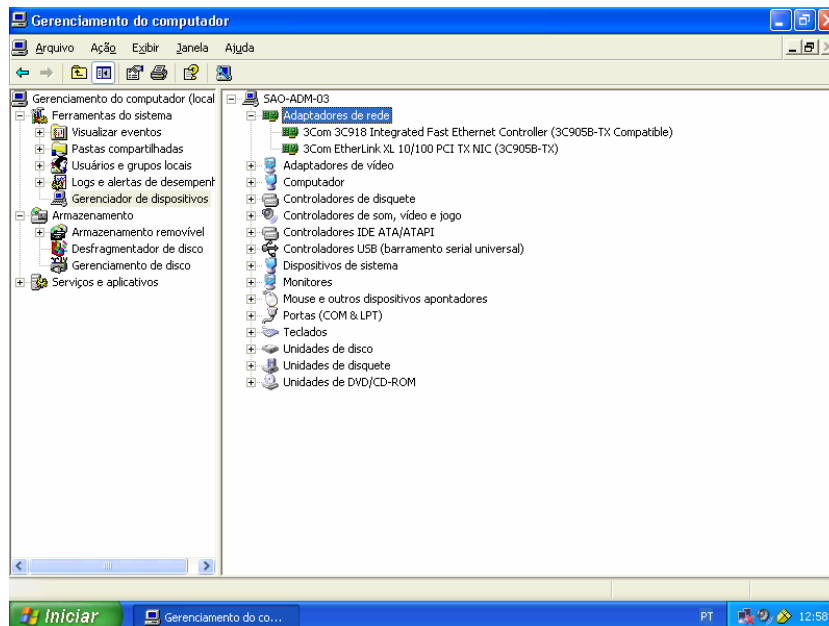 Gerenciamento do computador
Arquivo Ação Exibir Janela Ajuda
Gerenciamento do computador (local
Ferramentas do sistema
Visualizar eventos
Pastas compartilhadas
Usuários e grupos locais
Logs e alertas de desempenh
Gerenciador de dispositivos
Armazenamento
Armazenamento removível
Desfragmentador de disco
Gerenciamento de disco
Serviços e aplicativos
SAO-ADM-03
Adaptadores de rede
3Com 3C918 Integrated Fast Ethernet Controller (3C905B-TX Compatible)
3Com EtherLink XL 10/100 PCI TX NIC (3C905B-TX)
Adaptadores de vídeo
Computador
Controladores de disquete
Controladores de som, vídeo e jogo
Controladores IDE ATA/ATAPI
Controladores USB (barramento serial universal)
Dispositivos de sistema
Monitores
Mouse e outros dispositivos apontadores
Portas (COM & LPT)
Teclados
Unidades de disco
Unidades de disquete
Unidades de DVD/CD-ROM
Iniciar
Gerenciamento do co...
PT
12:58